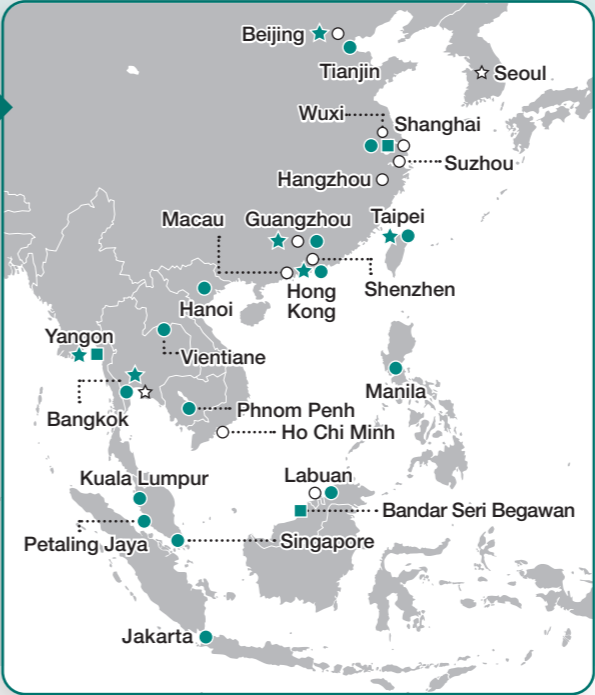 Beijing
Tianjin
Seoul
Wuxi
Shanghai
Suzhou
Hangzhou
Macau
Guangzhou
Taipei
Shenzhen
Hong
Kong
Hanoi
Yangon
Vientiane
Bangkok
Manila
Phnom Penh
Ho Chi Minh
Kuala Lumpur
Labuan
Bandar Seri Begawan
Petaling Jaya
Singapore
Jakarta